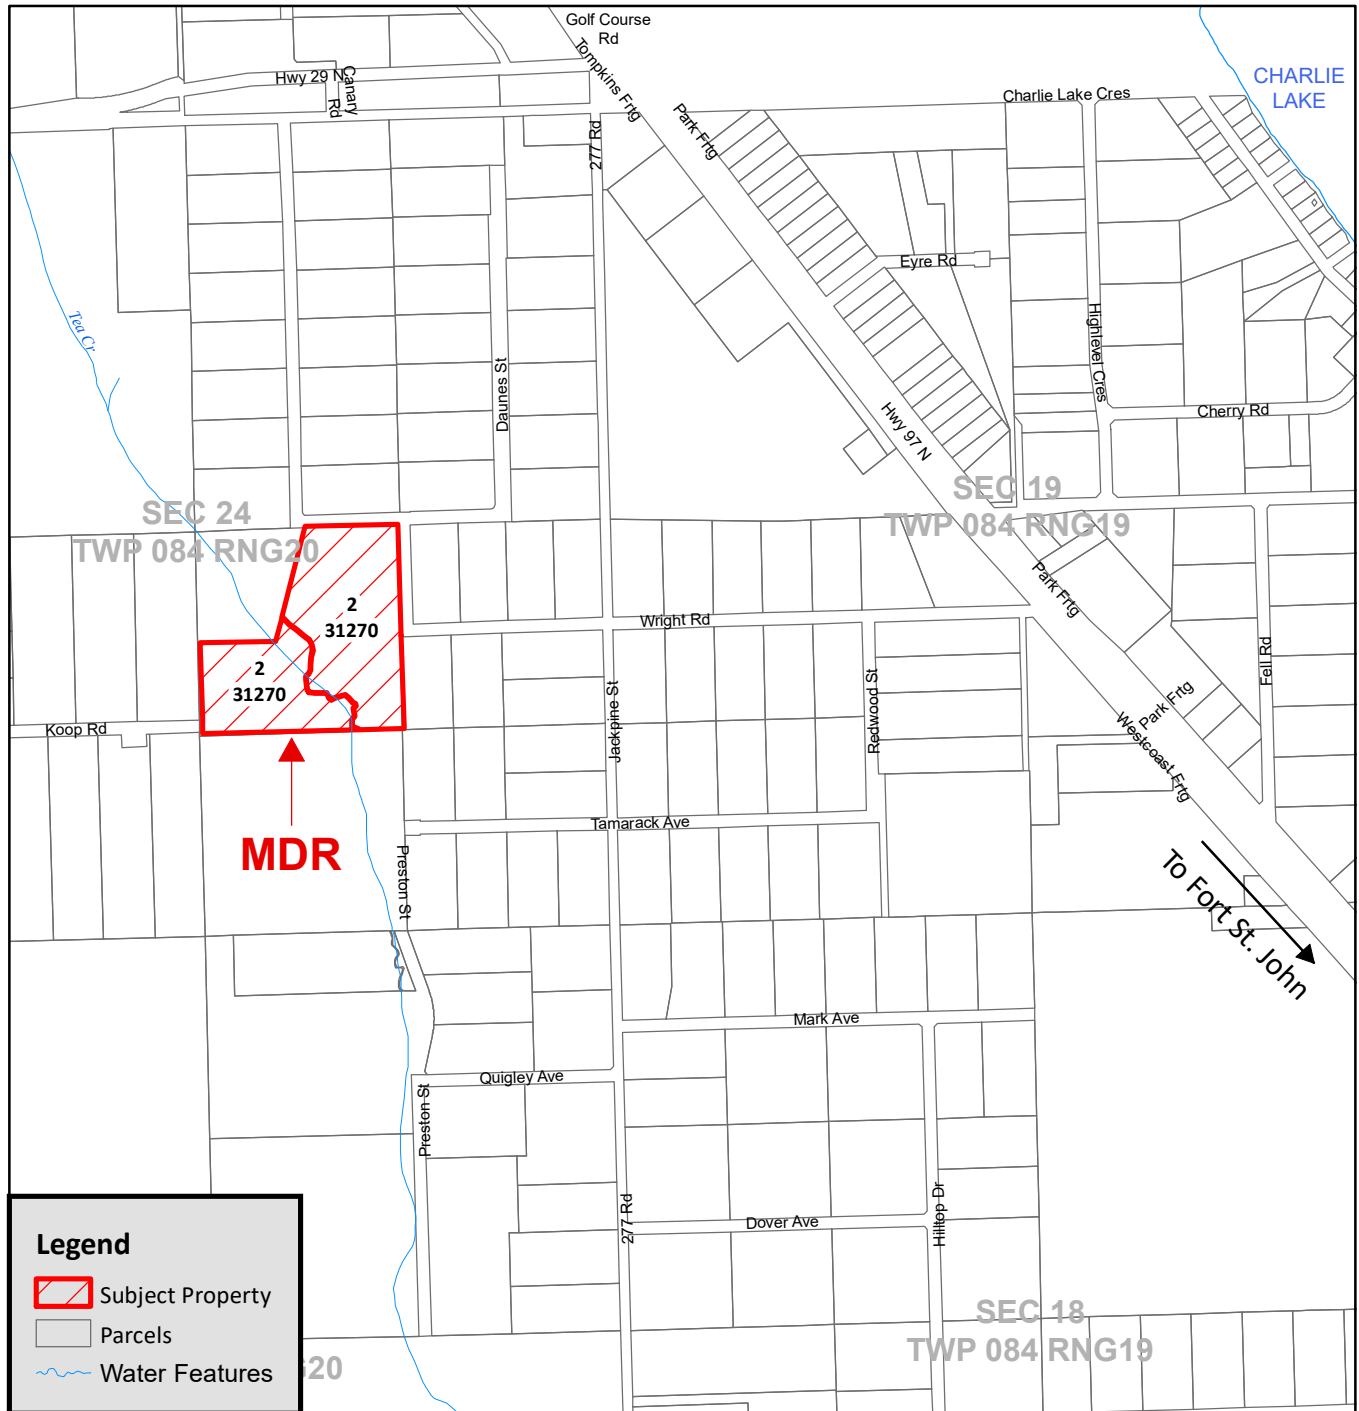 Golf Course
Rd
Hwy 29 N
Canary
Rd
Tompkins Frtg
Park Frtg
277 Rd
Charlie Lake Cres
CHARLIE
LAKE
Eyre Rd
Tea Cr
Highlevel Cres
Daunes St
Cherry Rd
Hwy 97 N
SEC 24
TWP 084 RNG20
SEC 19
TWP 084 RNG19
2
31270
2
31270
Park Frtg
Wright Rd
Fell Rd
Redwood St
Jackpine St
Park Frtg
Westcoast Frtg
Koop Rd
MDR
Tamarack Ave
Preston St
To Fort St. John
Mark Ave
Quigley Ave
Preston St
277 Rd
Dover Ave
Hilltop Dr
SEC 18
TWP 084 RNG19
Legend
Subject Property
Parcels
Water Features
G20